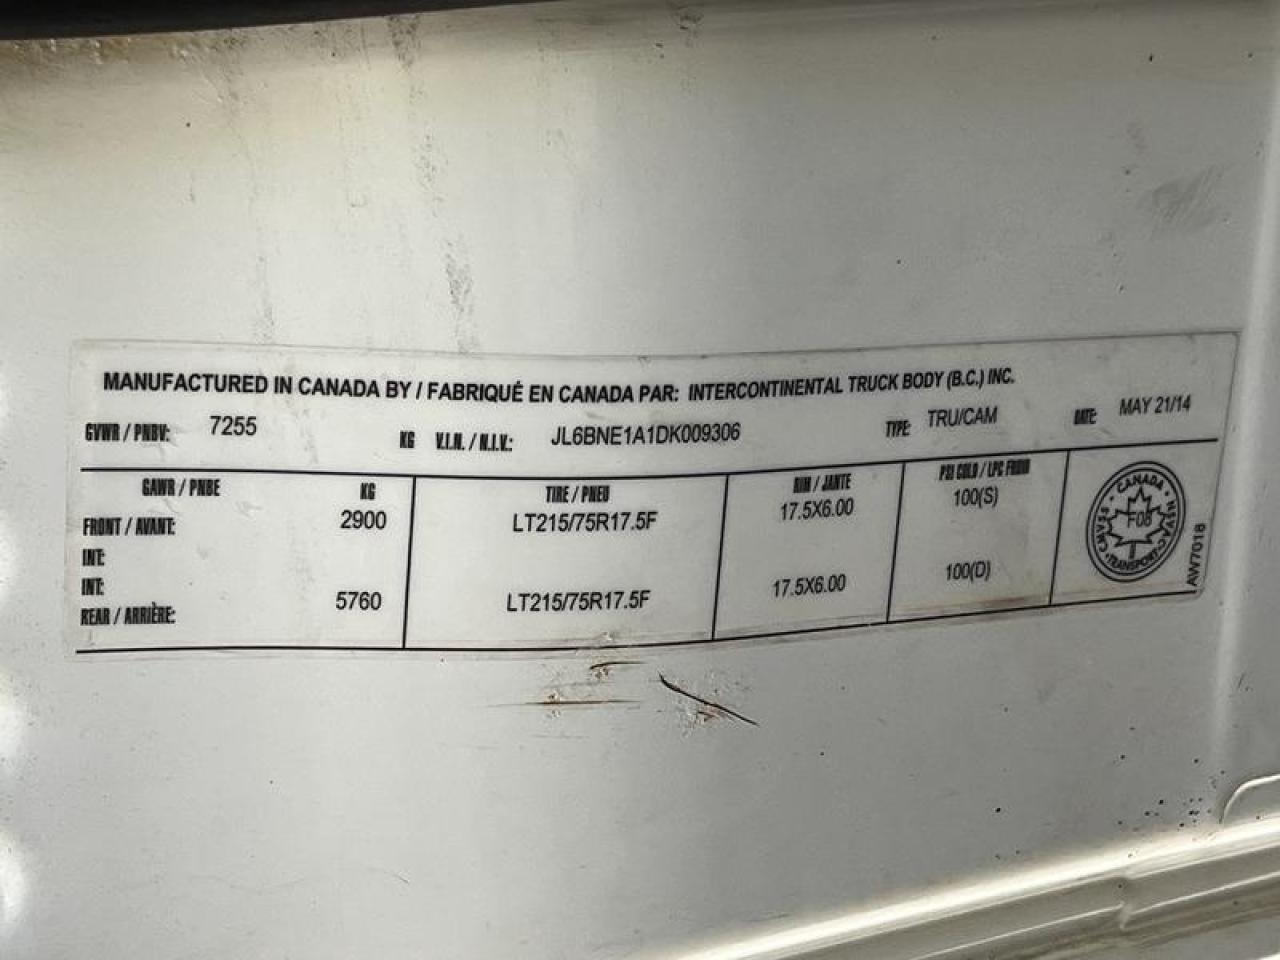 MANUFACTURED IN CANADA BY / FABRIQUÉ EN CANADA PAR: INTERCONTINENTAL TRUCK BODY (B.C.) INC.
GVWR / PNBV: 7255 KG V.I.N. / N.I.V.: JL6BNE1A1DK009306 TYPE: TRU/CAM DATE: MAY 21/14
GAWR / PNBE KG TIRE / PNEU RIM / JANTE PSI COLD / LPC FROID
FRONT / AVANT: 2900 LT215/75R17.5F 17.5X6.00 100(S)
INT:
INT:
REAR / ARRIÈRE: 5760 LT215/75R17.5F 17.5X6.00 100(D)
CANADA
CMVSS F08 NSVAC
TRANSPORT
AW7018